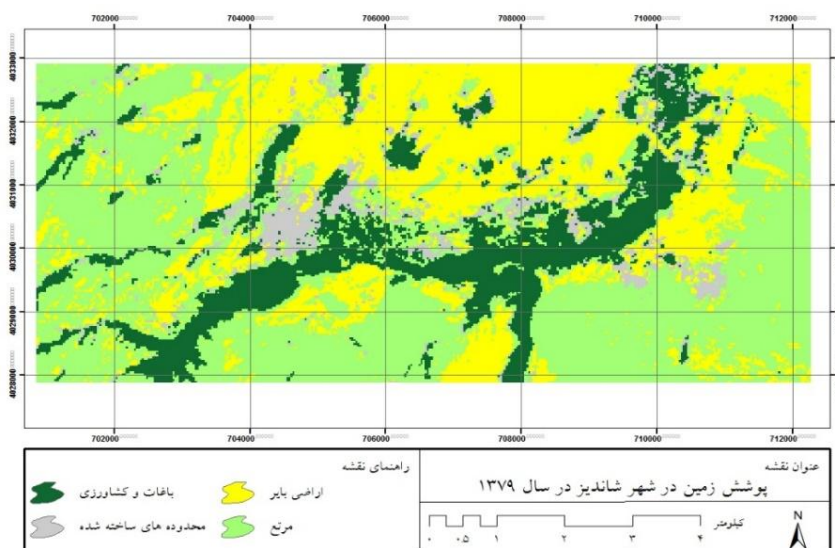 702000 704000 706000 708000 710000 712000
4033000
4032000
4031000
4030000
4029000
4028000
702000 704000 706000 708000 710000 712000
عنوان نقشه
پوشش زمین در شهر شاندیز در سال ۱۳۷۹
N
کیلومتر
۰ ۰.۵ ۱ ۲ ۳ ۴
راهنمای نقشه
اراضی بایر
باغات و کشاورزی
مرتع
محدوده های ساخته شده